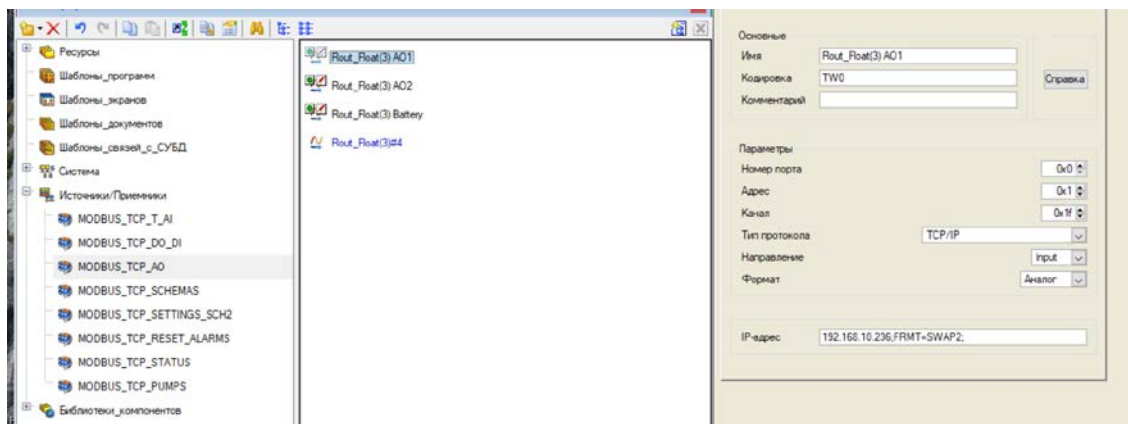 Ресурсы
Шаблоны_программ
Шаблоны_экранов
Шаблоны_документов
Шаблоны_связей_с_СУБД
Система
Источники/Приемники
MODBUS_TCP_T_AI
MODBUS_TCP_DO_DI
MODBUS_TCP_AO
MODBUS_TCP_SCHEMAS
MODBUS_TCP_SETTINGS_SCH2
MODBUS_TCP_RESET_ALARMS
MODBUS_TCP_STATUS
MODBUS_TCP_PUMPS
Библиотеки_компонентов
Rout_Float(3) AO1
Rout_Float(3) AO2
Rout_Float(3) Battery
Rout_Float(3)#4
Основные
Имя Rout_Float(3) AO1
Кодировка TW0 Справка
Комментарий
Параметры
Номер порта 0x0
Адрес 0x1
Канал 0x1f
Тип протокола TCP/IP
Направление Input
Формат Аналог
IP-адрес 192.168.10.236;FRMT=SWAP2;